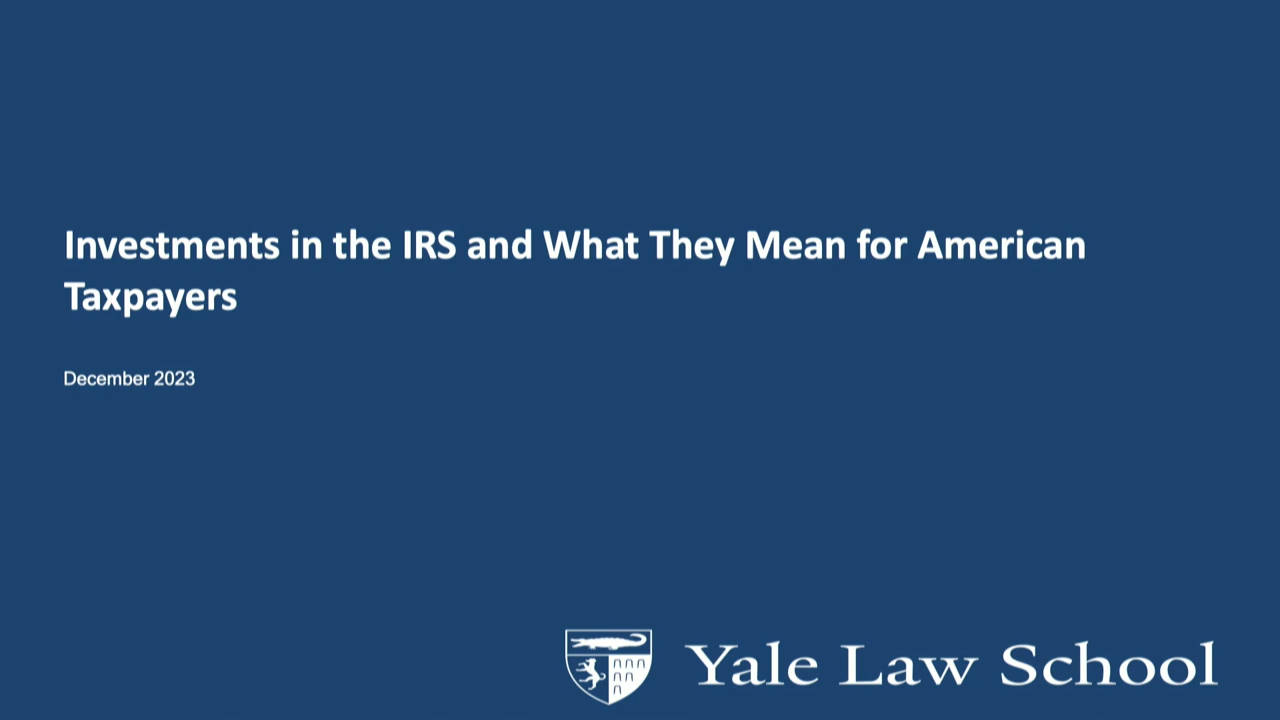 Investments in the IRS and What They Mean for American
Taxpayers
December 2023
Yale Law School